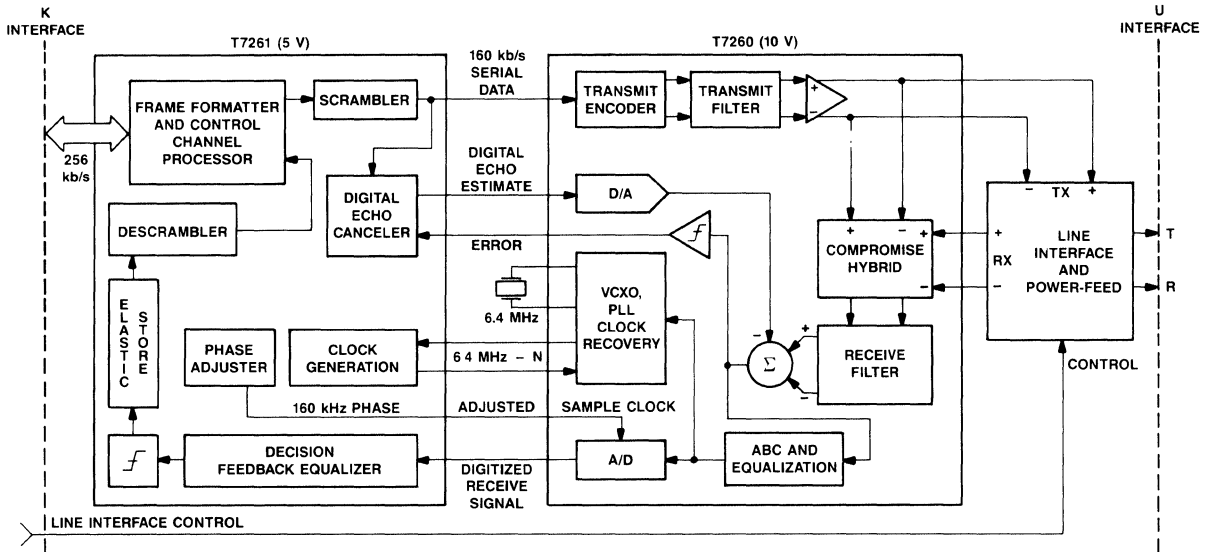 K
INTERFACE
U
INTERFACE
T7261 (5 V)
T7260 (10 V)
160 kb/s
SERIAL
DATA
FRAME FORMATTER
AND CONTROL
CHANNEL
PROCESSOR
SCRAMBLER
TRANSMIT
ENCODER
TRANSMIT
FILTER
+
−
256
kb/s
DIGITAL
ECHO
ESTIMATE
DIGITAL
ECHO
CANCELER
D/A
− TX +
DESCRAMBLER
ERROR
+ −
+
−
COMPROMISE
HYBRID
+
RX
−
LINE
INTERFACE
AND
POWER-FEED
T
R
ELASTIC
STORE
6.4 MHz
VCXO,
PLL
CLOCK
RECOVERY
PHASE
ADJUSTER
CLOCK
GENERATION
6 4 MHz − N
−
+
Σ
−
RECEIVE
FILTER
CONTROL
160 kHz PHASE ADJUSTED SAMPLE CLOCK
DECISION
FEEDBACK EQUALIZER
DIGITIZED
RECEIVE
SIGNAL
A/D
ABC AND
EQUALIZATION
LINE INTERFACE CONTROL